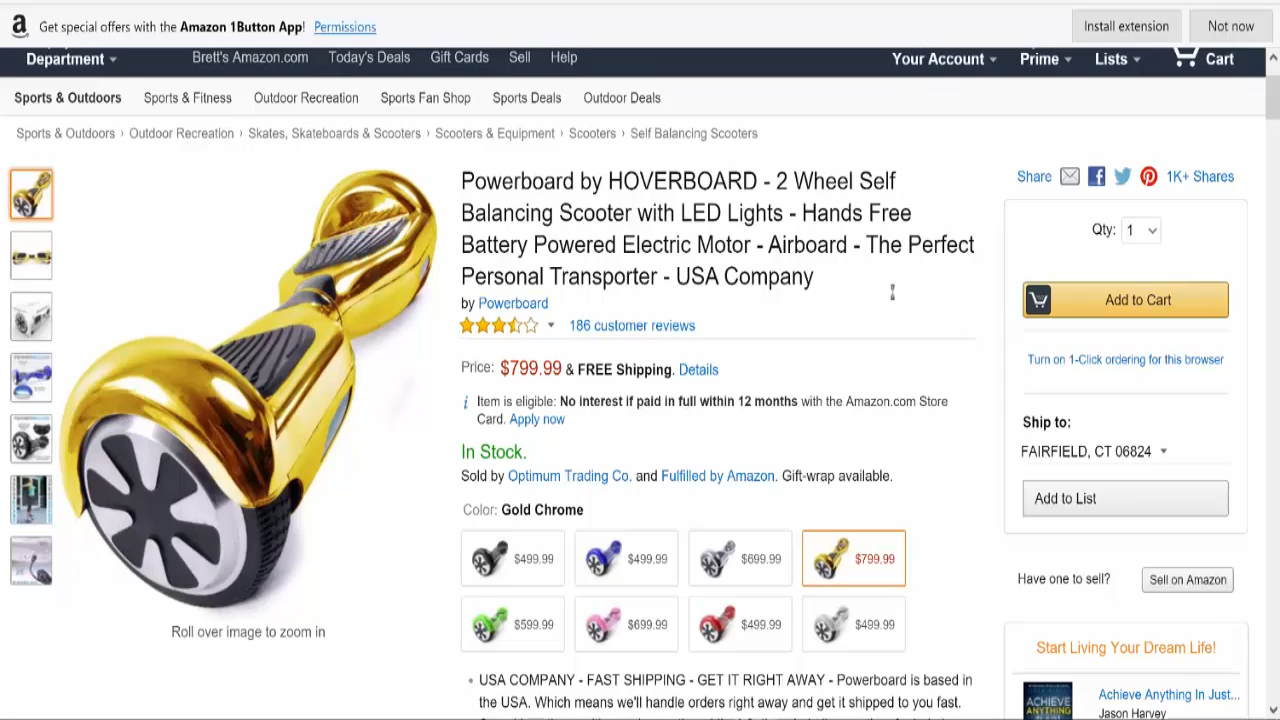 a Get special offers with the Amazon 1Button App! Permissions
Install extension
Not now
Department
Brett's Amazon.com
Today's Deals
Gift Cards
Sell
Help
Your Account
Prime
Lists
Cart
Sports & Outdoors
Sports & Fitness
Outdoor Recreation
Sports Fan Shop
Sports Deals
Outdoor Deals
Sports & Outdoors › Outdoor Recreation › Skates, Skateboards & Scooters › Scooters & Equipment › Scooters › Self Balancing Scooters
Powerboard by HOVERBOARD - 2 Wheel Self
Balancing Scooter with LED Lights - Hands Free
Battery Powered Electric Motor - Airboard - The Perfect
Personal Transporter - USA Company
by Powerboard
186 customer reviews
Price: $799.99 & FREE Shipping. Details
i Item is eligible: No interest if paid in full within 12 months with the Amazon.com Store
Card. Apply now
In Stock.
Sold by Optimum Trading Co. and Fulfilled by Amazon. Gift-wrap available.
Color: Gold Chrome
$499.99
$499.99
$699.99
$799.99
$599.99
$699.99
$499.99
$499.99
Roll over image to zoom in
• USA COMPANY - FAST SHIPPING - GET IT RIGHT AWAY - Powerboard is based in
the USA. Which means we'll handle orders right away and get it shipped to you fast.
Share
1K+ Shares
Qty: 1
Add to Cart
Turn on 1-Click ordering for this browser
Ship to:
FAIRFIELD, CT 06824
Add to List
Have one to sell?
Sell on Amazon
Start Living Your Dream Life!
ACHIEVE
ANYTHING
Achieve Anything In Just...
Jason Harvey